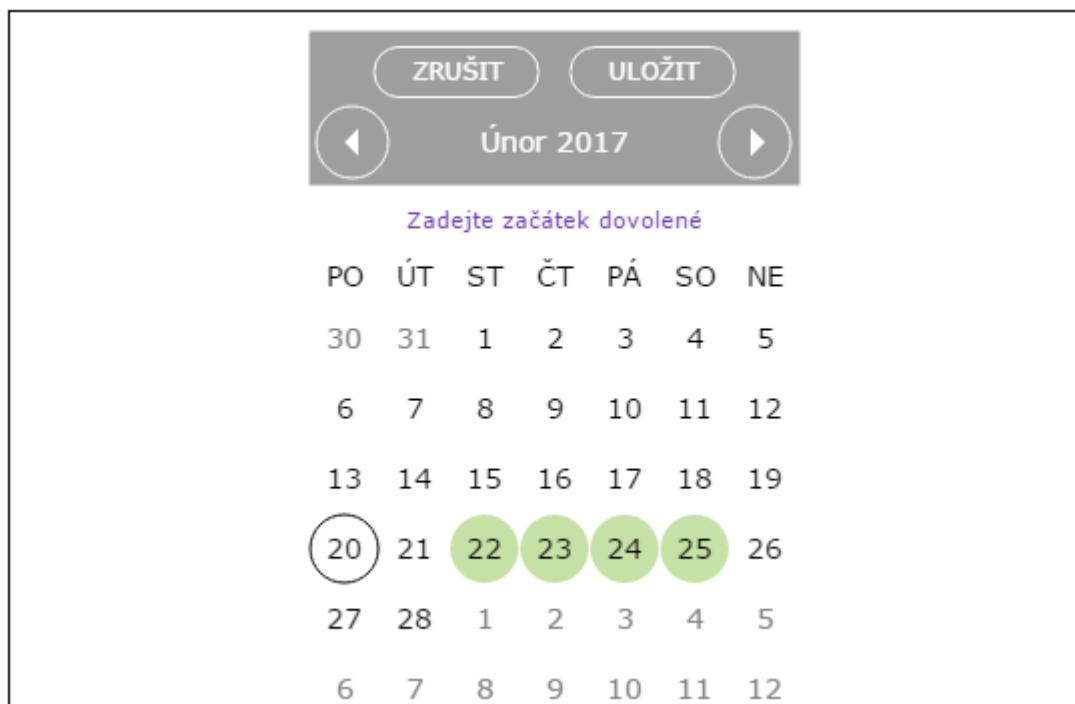 ZRUŠIT ULOŽIT
Únor 2017
Zadejte začátek dovolené
PO ÚT ST ČT PÁ SO NE
30 31 1 2 3 4 5
6 7 8 9 10 11 12
13 14 15 16 17 18 19
20 21 22 23 24 25 26
27 28 1 2 3 4 5
6 7 8 9 10 11 12